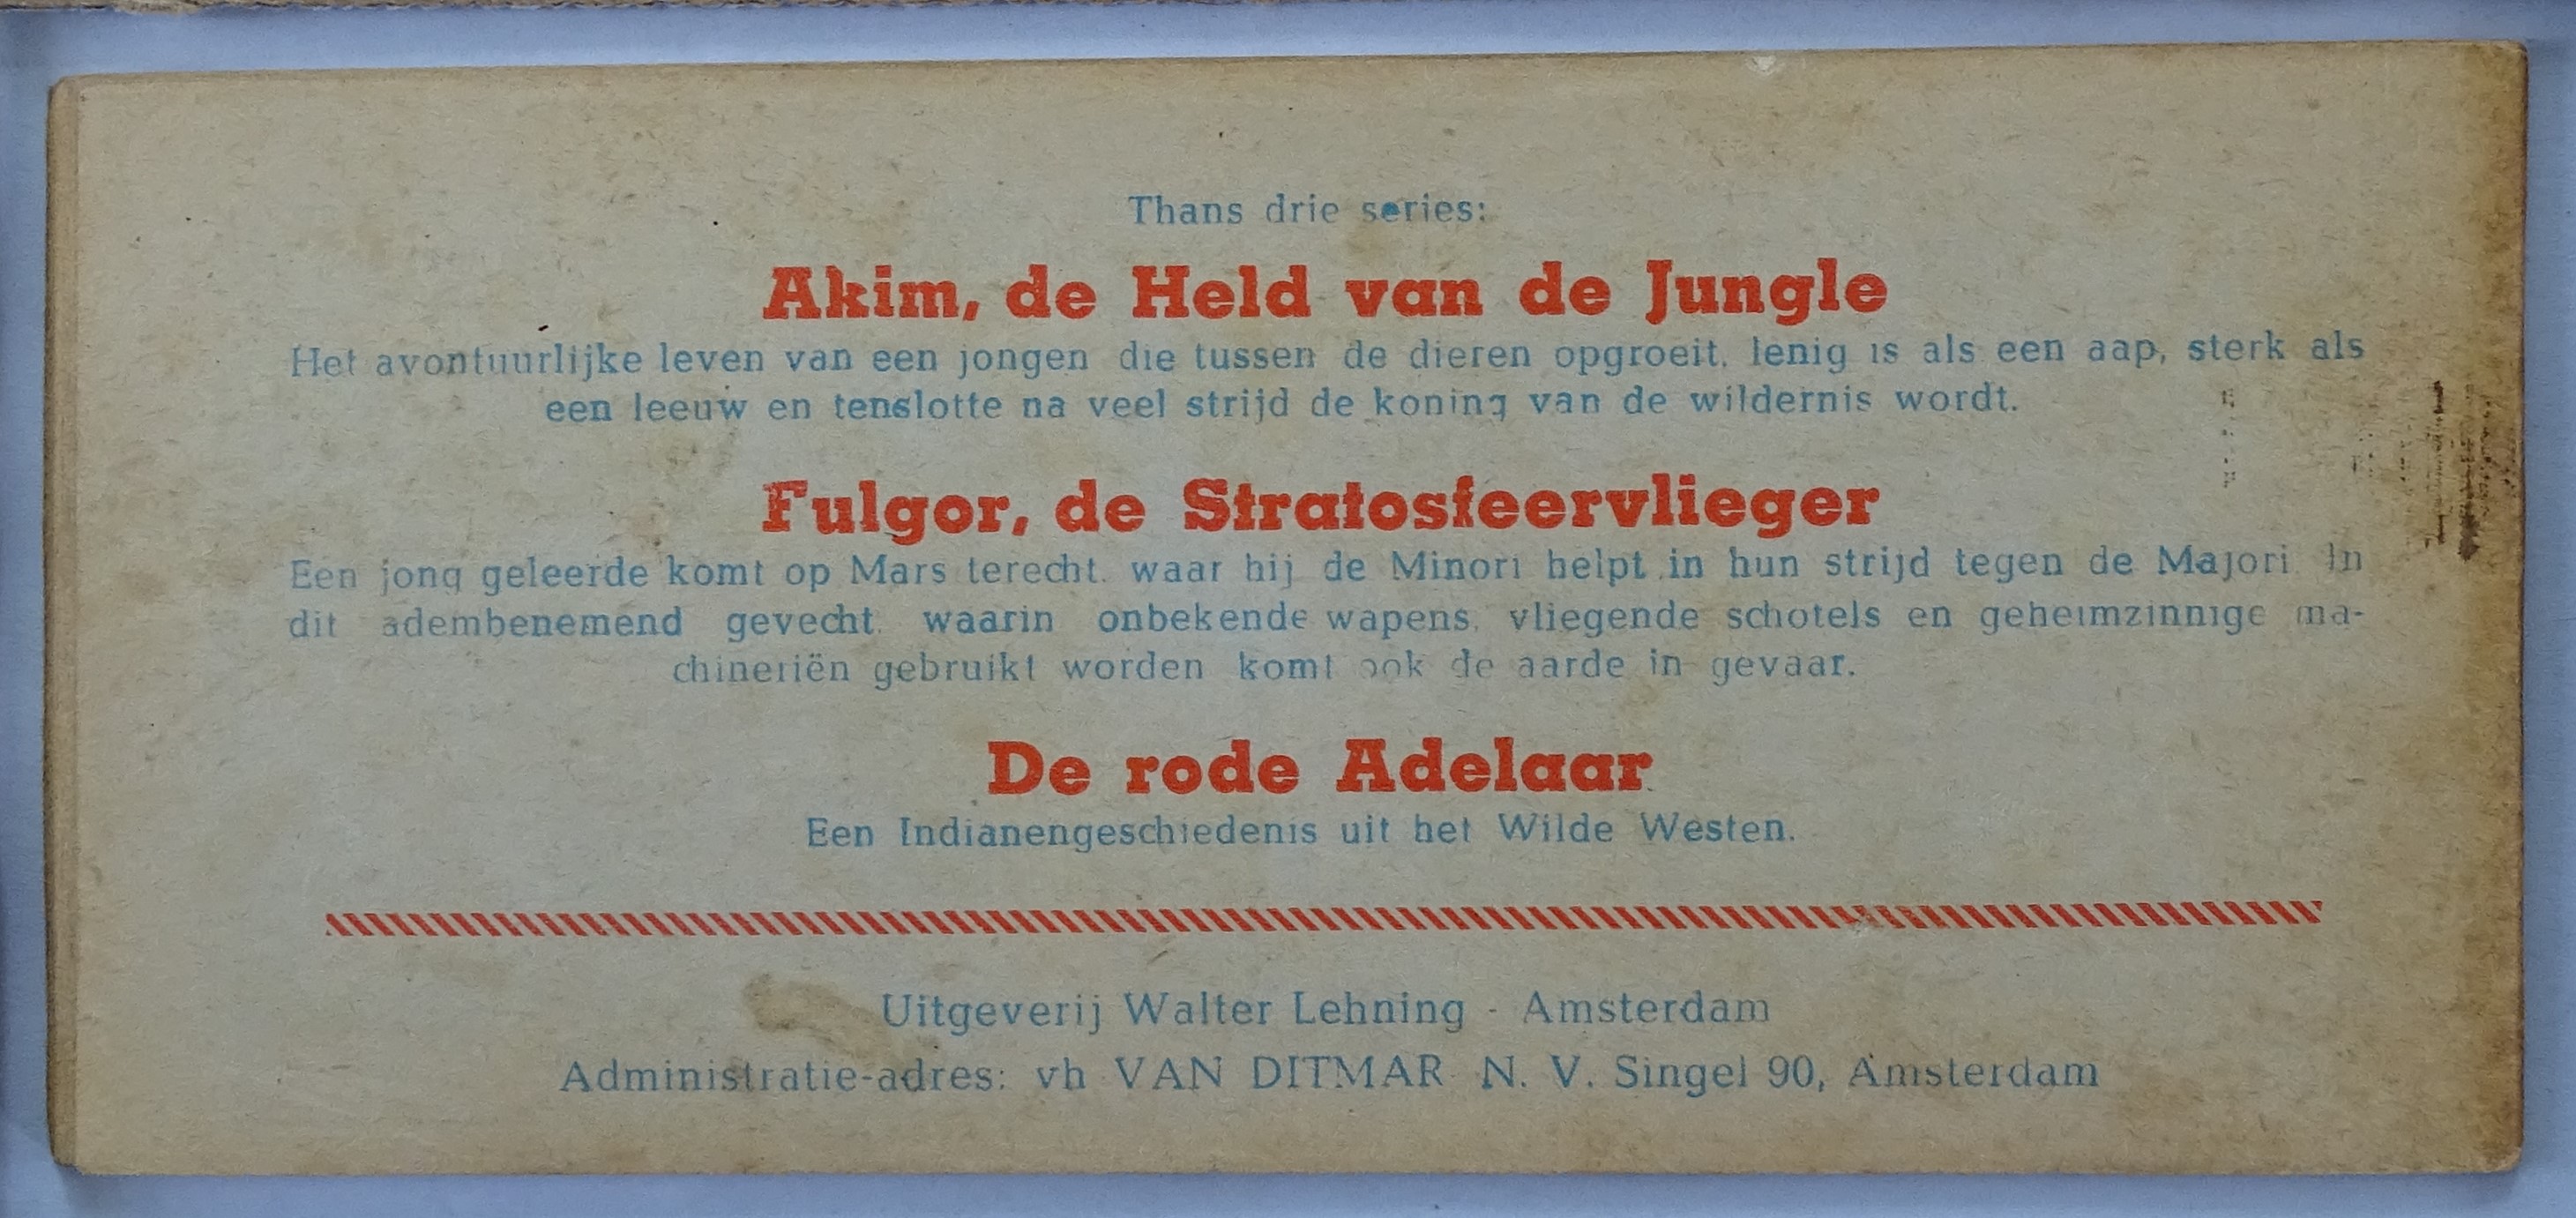 Thans drie series:
Akim, de Held van de Jungle
Het avontuurlijke leven van een jongen die tussen de dieren opgroeit, lenig is als een aap, sterk als
een leeuw en tenslotte na veel strijd de koning van de wildernis wordt.
Fulgor, de Stratosfeervlieger
Een jong geleerde komt op Mars terecht, waar hij de Minori helpt in hun strijd tegen de Majori. In
dit adembenemend gevecht, waarin onbekende wapens, vliegende schotels en geheimzinnige ma-
chineriën gebruikt worden komt ook de aarde in gevaar.
De rode Adelaar
Een Indianengeschiedenis uit het Wilde Westen.
Uitgeverij Walter Lehning - Amsterdam
Administratie-adres: vh VAN DITMAR N. V. Singel 90, Amsterdam